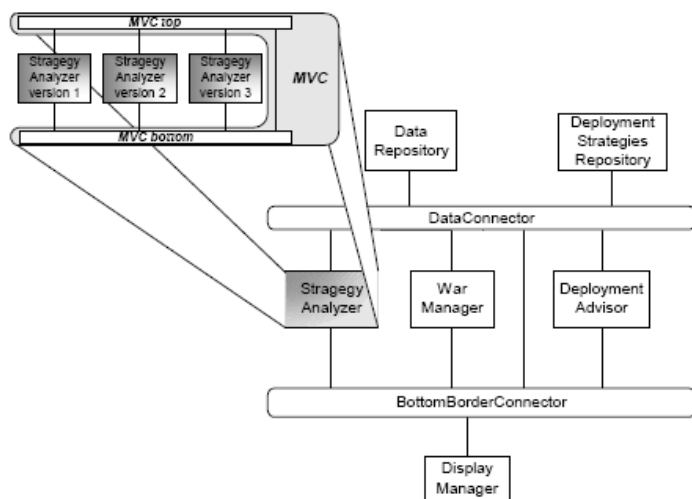 MVC top
Stragegy
Analyzer
version 1
Stragegy
Analyzer
version 2
Stragegy
Analyzer
version 3
MVC
MVC bottom
Data
Repository
Deployment
Strategies
Repository
DataConnector
Stragegy
Analyzer
War
Manager
Deployment
Advisor
BottomBorderConnector
Display
Manager